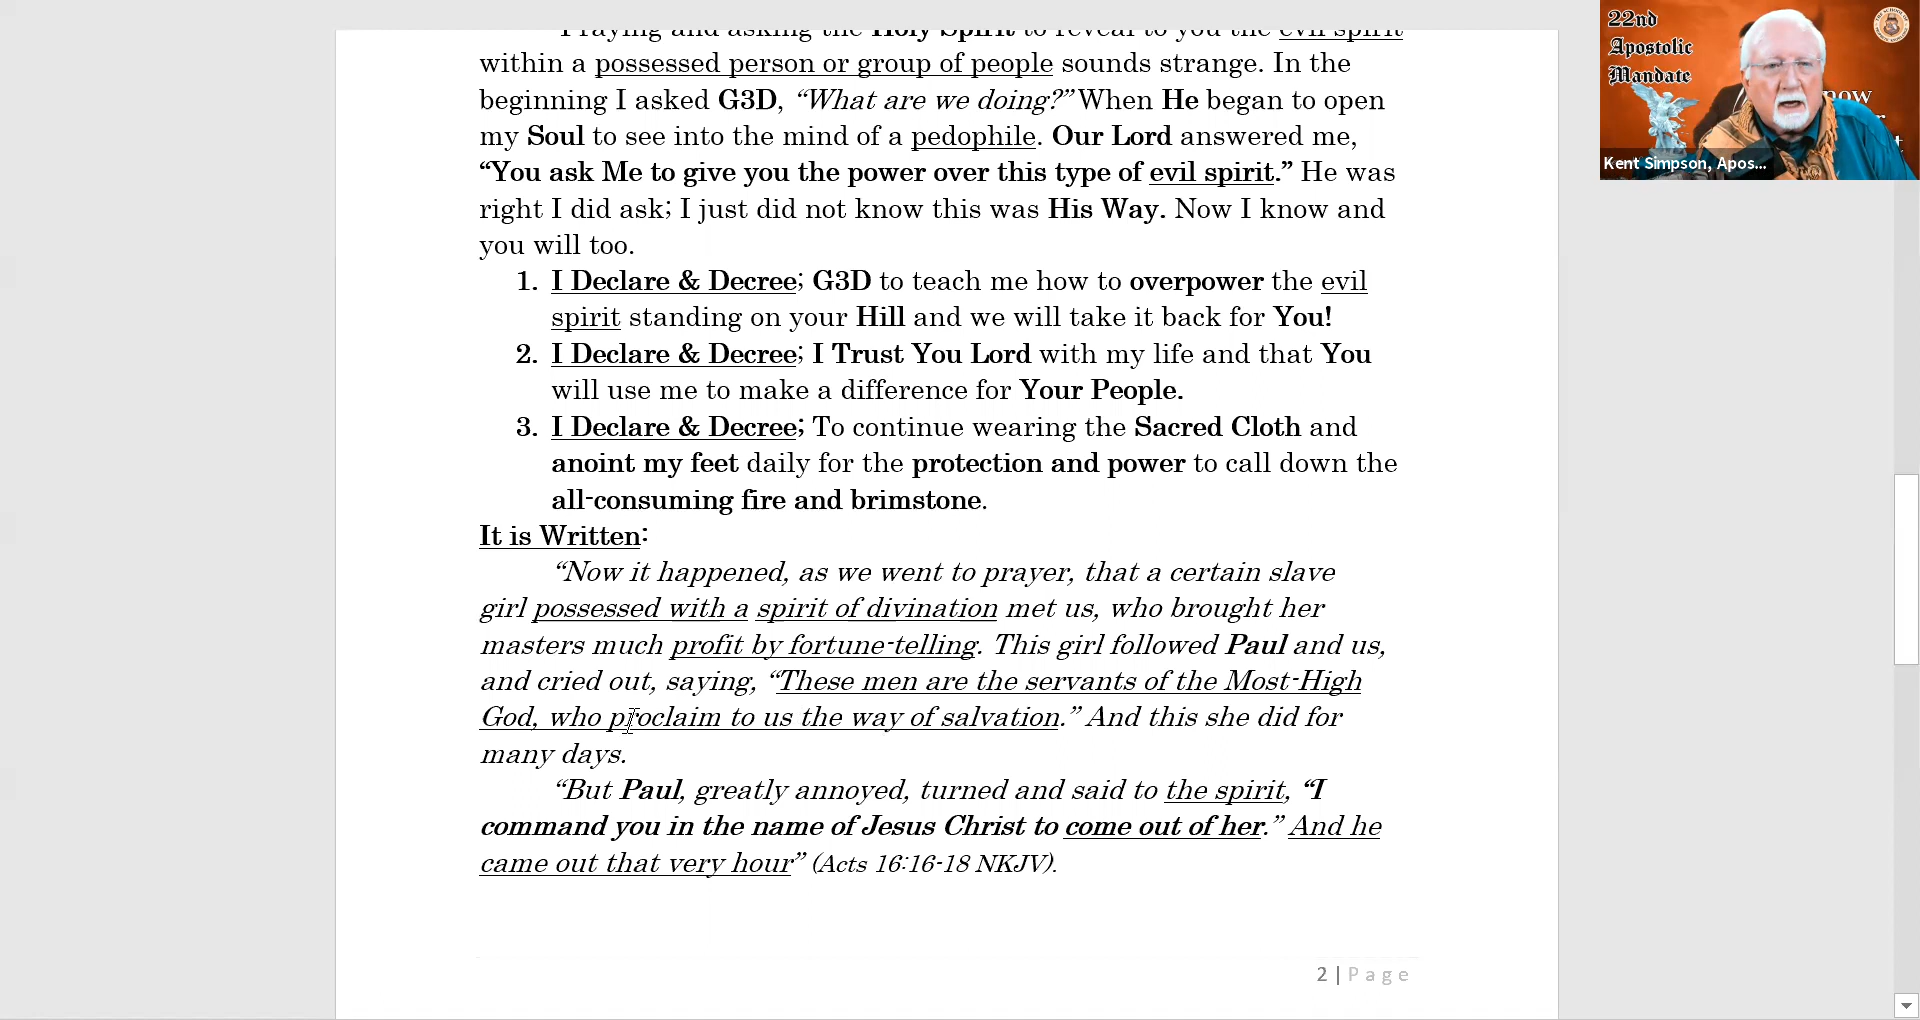 Praying and asking the Holy Spirit to reveal to you the evil spirit
within a possessed person or group of people sounds strange. In the
beginning I asked G3D, “What are we doing?” When He began to open
my Soul to see into the mind of a pedophile. Our Lord answered me,
“You ask Me to give you the power over this type of evil spirit.” He was
right I did ask; I just did not know this was His Way. Now I know and
you will too.
1. I Declare & Decree; G3D to teach me how to overpower the evil
spirit standing on your Hill and we will take it back for You!
2. I Declare & Decree; I Trust You Lord with my life and that You
will use me to make a difference for Your People.
3. I Declare & Decree; To continue wearing the Sacred Cloth and
anoint my feet daily for the protection and power to call down the
all-consuming fire and brimstone.
It is Written:
“Now it happened, as we went to prayer, that a certain slave
girl possessed with a spirit of divination met us, who brought her
masters much profit by fortune-telling. This girl followed Paul and us,
and cried out, saying, “These men are the servants of the Most-High
God, who proclaim to us the way of salvation.” And this she did for
many days.
“But Paul, greatly annoyed, turned and said to the spirit, “I
command you in the name of Jesus Christ to come out of her.” And he
came out that very hour” (Acts 16:16-18 NKJV).
2 | Page
22nd
Apostolic
Mandate
Kent Simpson, Apos...